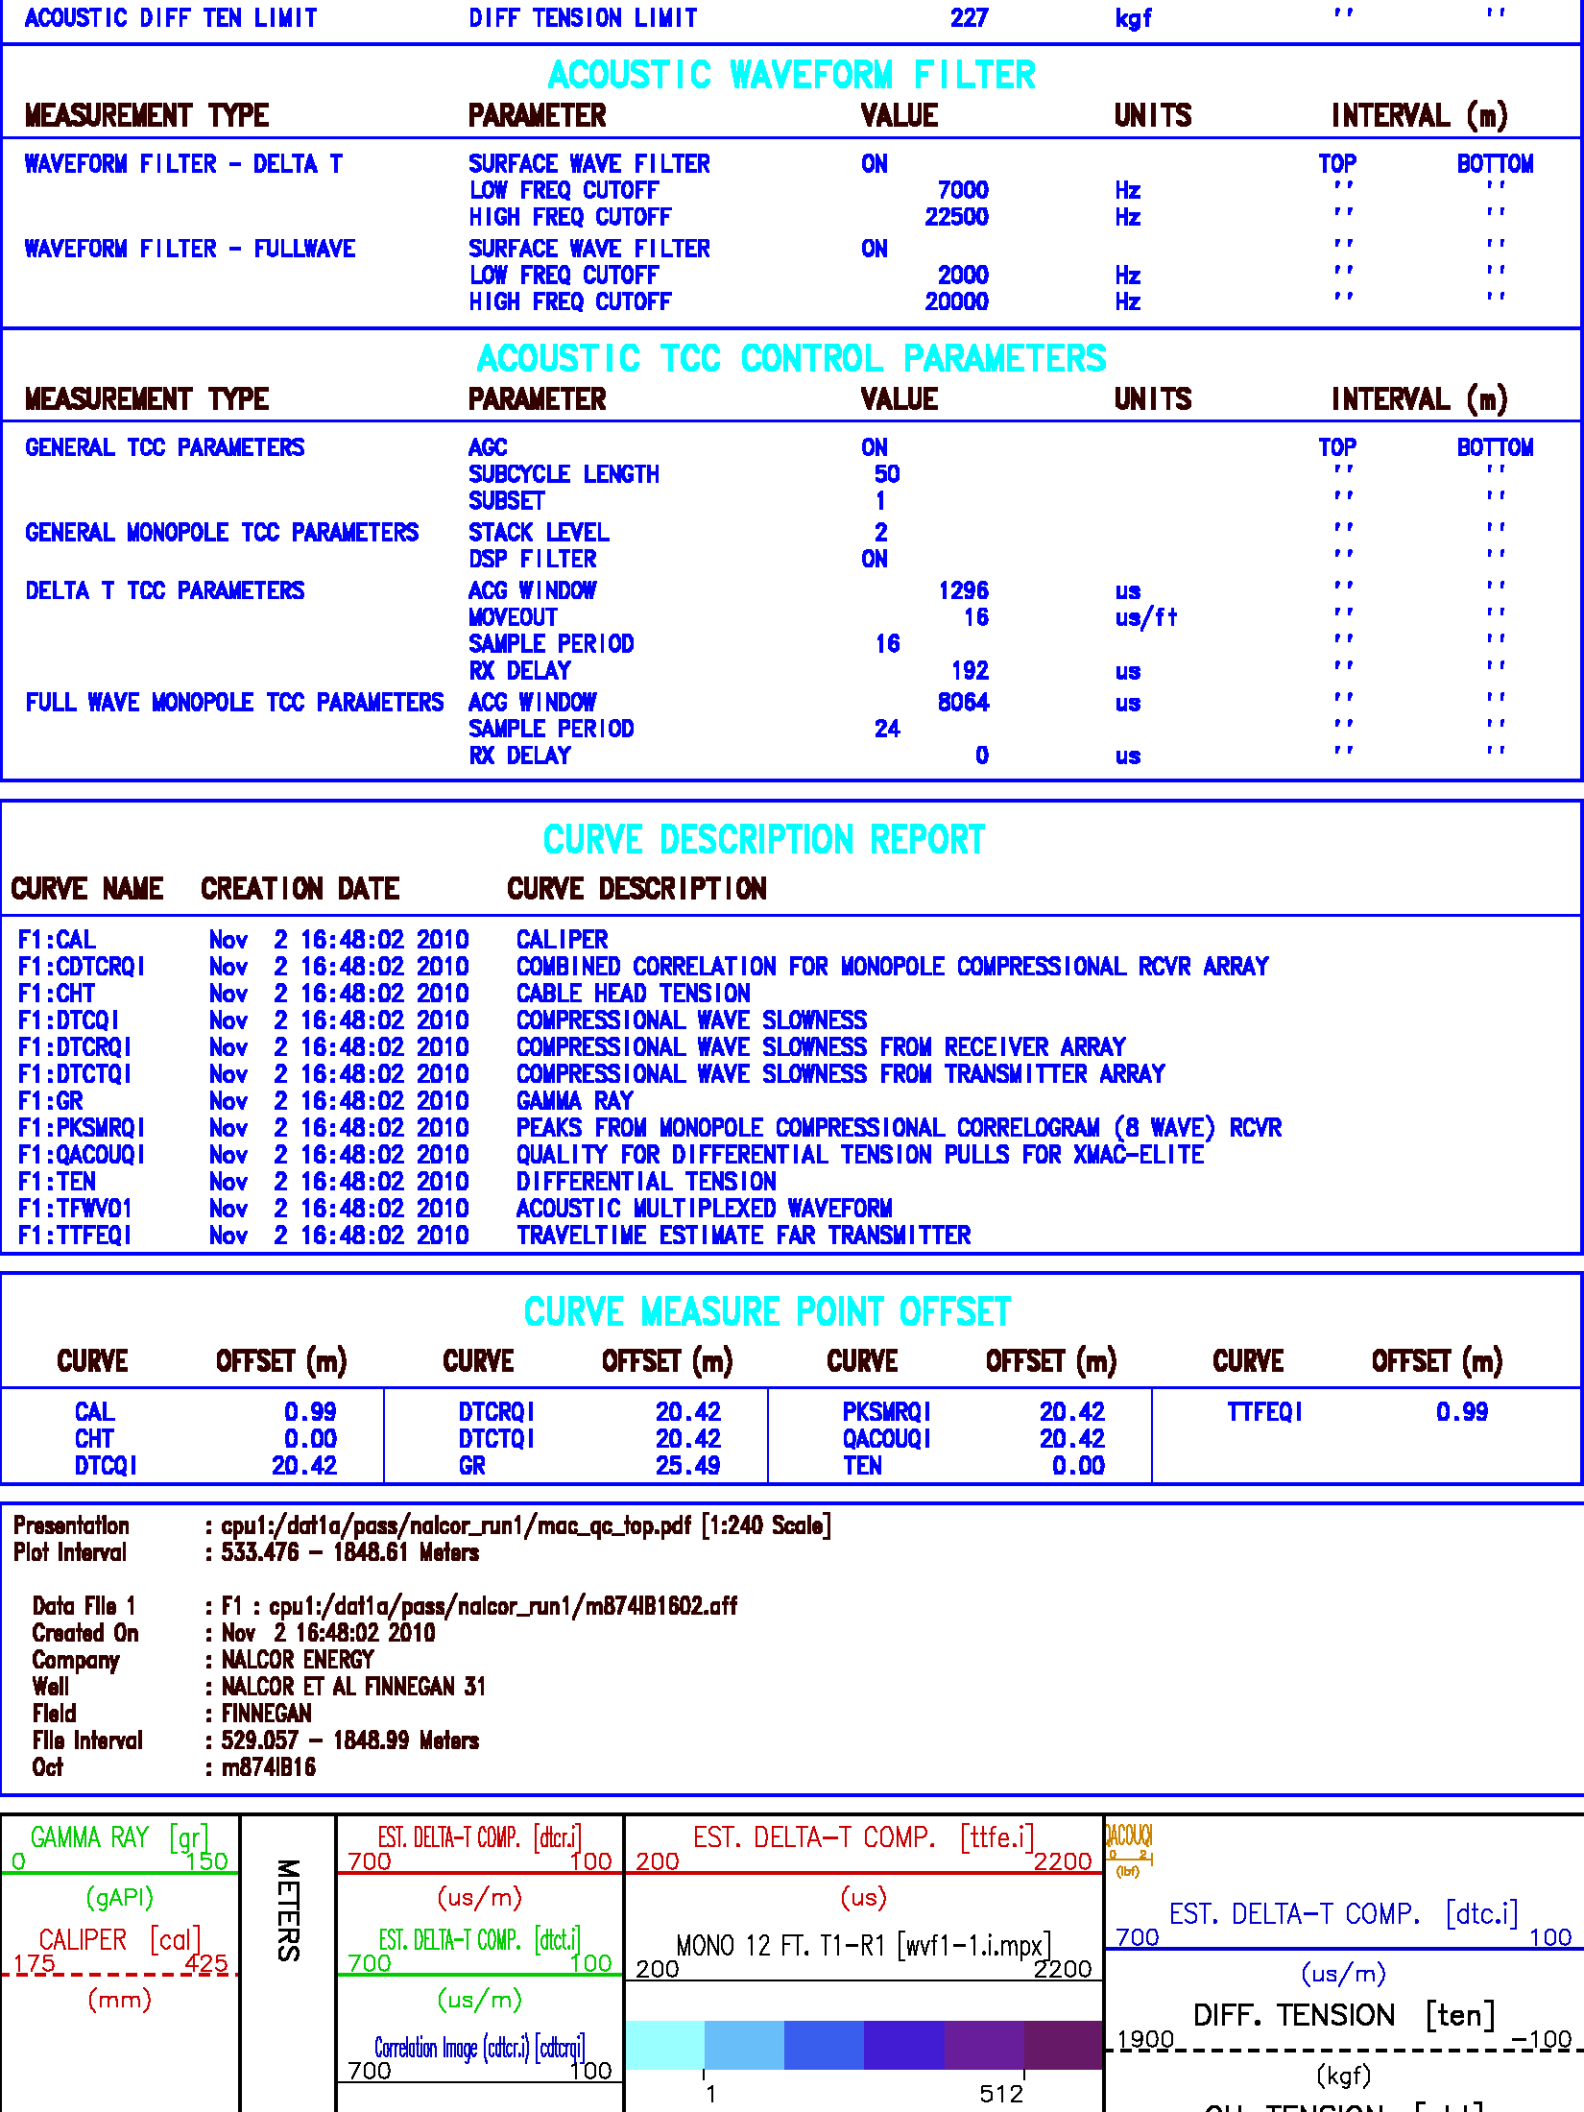 ACOUSTIC DIFF TEN LIMIT DIFF TENSION LIMIT 227 kgf '' ''
ACOUSTIC WAVEFORM FILTER
MEASUREMENT TYPE PARAMETER VALUE UNITS INTERVAL (m)
WAVEFORM FILTER - DELTA T SURFACE WAVE FILTER ON TOP BOTTOM
LOW FREQ CUTOFF 7000 Hz '' ''
HIGH FREQ CUTOFF 22500 Hz '' ''
WAVEFORM FILTER - FULLWAVE SURFACE WAVE FILTER ON '' ''
LOW FREQ CUTOFF 2000 Hz '' ''
HIGH FREQ CUTOFF 20000 Hz '' ''
ACOUSTIC TCC CONTROL PARAMETERS
MEASUREMENT TYPE PARAMETER VALUE UNITS INTERVAL (m)
GENERAL TCC PARAMETERS AGC ON TOP BOTTOM
SUBCYCLE LENGTH 50 '' ''
SUBSET 1 '' ''
GENERAL MONOPOLE TCC PARAMETERS STACK LEVEL 2 '' ''
DSP FILTER ON '' ''
DELTA T TCC PARAMETERS ACG WINDOW 1296 us '' ''
MOVEOUT 16 us/ft '' ''
SAMPLE PERIOD 16 '' ''
RX DELAY 192 us '' ''
FULL WAVE MONOPOLE TCC PARAMETERS ACG WINDOW 8064 us '' ''
SAMPLE PERIOD 24 '' ''
RX DELAY 0 us '' ''
CURVE DESCRIPTION REPORT
CURVE NAME CREATION DATE CURVE DESCRIPTION
F1:CAL Nov 2 16:48:02 2010 CALIPER
F1:CDTCRQI Nov 2 16:48:02 2010 COMBINED CORRELATION FOR MONOPOLE COMPRESSIONAL RCVR ARRAY
F1:CHT Nov 2 16:48:02 2010 CABLE HEAD TENSION
F1:DTCQI Nov 2 16:48:02 2010 COMPRESSIONAL WAVE SLOWNESS
F1:DTCRQI Nov 2 16:48:02 2010 COMPRESSIONAL WAVE SLOWNESS FROM RECEIVER ARRAY
F1:DTCTQI Nov 2 16:48:02 2010 COMPRESSIONAL WAVE SLOWNESS FROM TRANSMITTER ARRAY
F1:GR Nov 2 16:48:02 2010 GAMMA RAY
F1:PKSMRQI Nov 2 16:48:02 2010 PEAKS FROM MONOPOLE COMPRESSIONAL CORRELOGRAM (8 WAVE) RCVR
F1:QACOUQI Nov 2 16:48:02 2010 QUALITY FOR DIFFERENTIAL TENSION PULLS FOR XMAC-ELITE
F1:TEN Nov 2 16:48:02 2010 DIFFERENTIAL TENSION
F1:TFWV01 Nov 2 16:48:02 2010 ACOUSTIC MULTIPLEXED WAVEFORM
F1:TTFEQI Nov 2 16:48:02 2010 TRAVELTIME ESTIMATE FAR TRANSMITTER
CURVE MEASURE POINT OFFSET
CURVE OFFSET (m) CURVE OFFSET (m) CURVE OFFSET (m) CURVE OFFSET (m)
CAL 0.99 DTCRQI 20.42 PKSMRQI 20.42 TTFEQI 0.99
CHT 0.00 DTCTQI 20.42 QACOUQI 20.42
DTCQI 20.42 GR 25.49 TEN 0.00
Presentation : cpu1:/dat1a/pass/nalcor_run1/mac_qc_top.pdf [1:240 Scale]
Plot Interval : 533.476 - 1848.61 Meters
Data File 1 : F1 : cpu1:/dat1a/pass/nalcor_run1/m874IB1602.aff
Created On : Nov 2 16:48:02 2010
Company : NALCOR ENERGY
Well : NALCOR ET AL FINNEGAN 31
Field : FINNEGAN
File Interval : 529.057 - 1848.99 Meters
Oct : m874IB16
GAMMA RAY [gr]
0 150
(gAPI)
CALIPER [cal]
175 425
(mm)
METERS
EST. DELTA-T COMP. [dtcr.i]
700 100
(us/m)
EST. DELTA-T COMP. [dtct.i]
700 100
(us/m)
Correlation Image (cdtcr.i) [cdtcrqi]
700 100
EST. DELTA-T COMP. [ttfe.i]
200 2200
(us)
MONO 12 FT. T1-R1 [wvf1-1.i.mpx]
200 2200
1 512
QACOUQI
0 2
(lbf)
EST. DELTA-T COMP. [dtc.i]
700 100
(us/m)
DIFF. TENSION [ten]
1900 -100
(kgf)